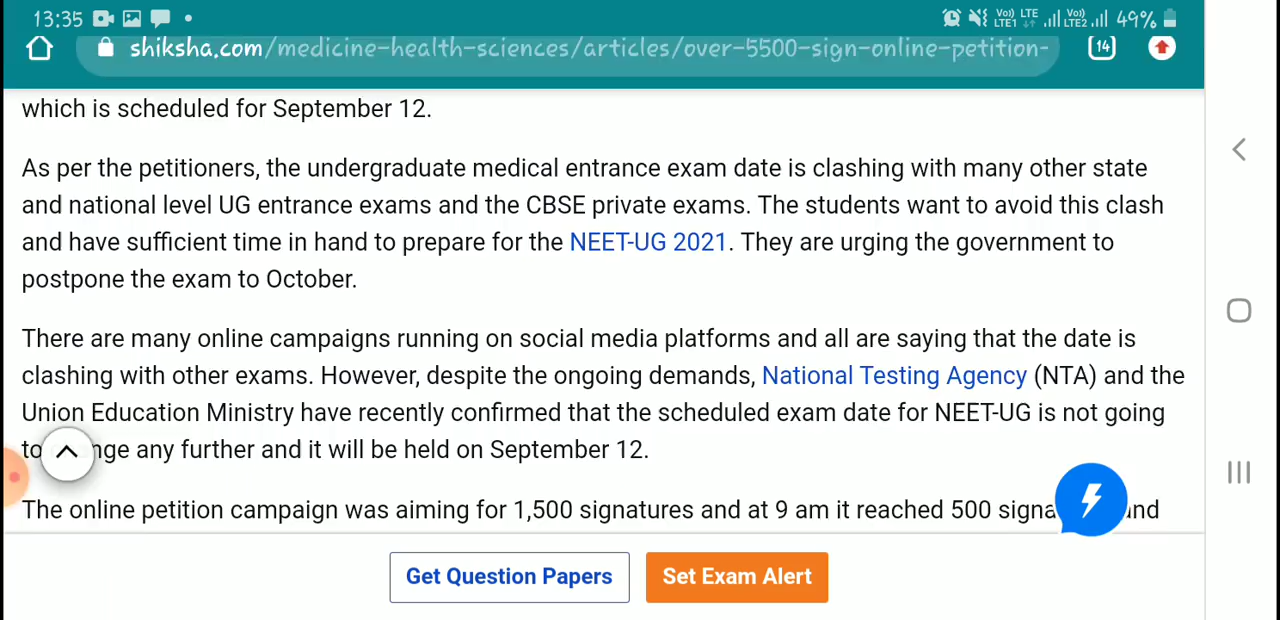 13:35 Vo) LTE LTE1 Vo) LTE2 49%
shiksha.com/medicine-health-sciences/articles/over-5500-sign-online-petition- 14
which is scheduled for September 12.
As per the petitioners, the undergraduate medical entrance exam date is clashing with many other state
and national level UG entrance exams and the CBSE private exams. The students want to avoid this clash
and have sufficient time in hand to prepare for the NEET-UG 2021. They are urging the government to
postpone the exam to October.
There are many online campaigns running on social media platforms and all are saying that the date is
clashing with other exams. However, despite the ongoing demands, National Testing Agency (NTA) and the
Union Education Ministry have recently confirmed that the scheduled exam date for NEET-UG is not going
to nge any further and it will be held on September 12.
The online petition campaign was aiming for 1,500 signatures and at 9 am it reached 500 signa nd
Get Question Papers Set Exam Alert